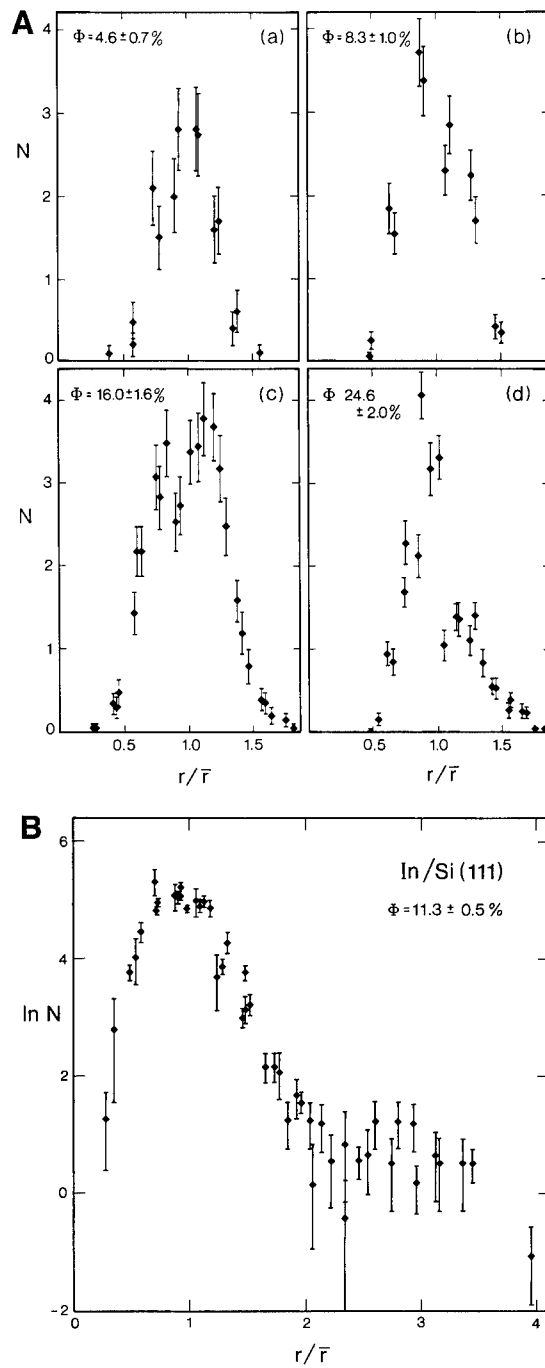 A
Φ=4.6±0.7%
(a)
Φ=8.3±1.0%
(b)
4
3
N
2
1
0
Φ=16.0±1.6%
(c)
Φ 24.6
±2.0%
(d)
4
3
N
2
1
0
0.5
1.0
1.5
0.5
1.0
1.5
r/r̄
r/r̄
B
6
In/Si(111)
Φ=11.3±0.5%
4
ln N
2
0
-2
0
1
2
3
4
r/r̄